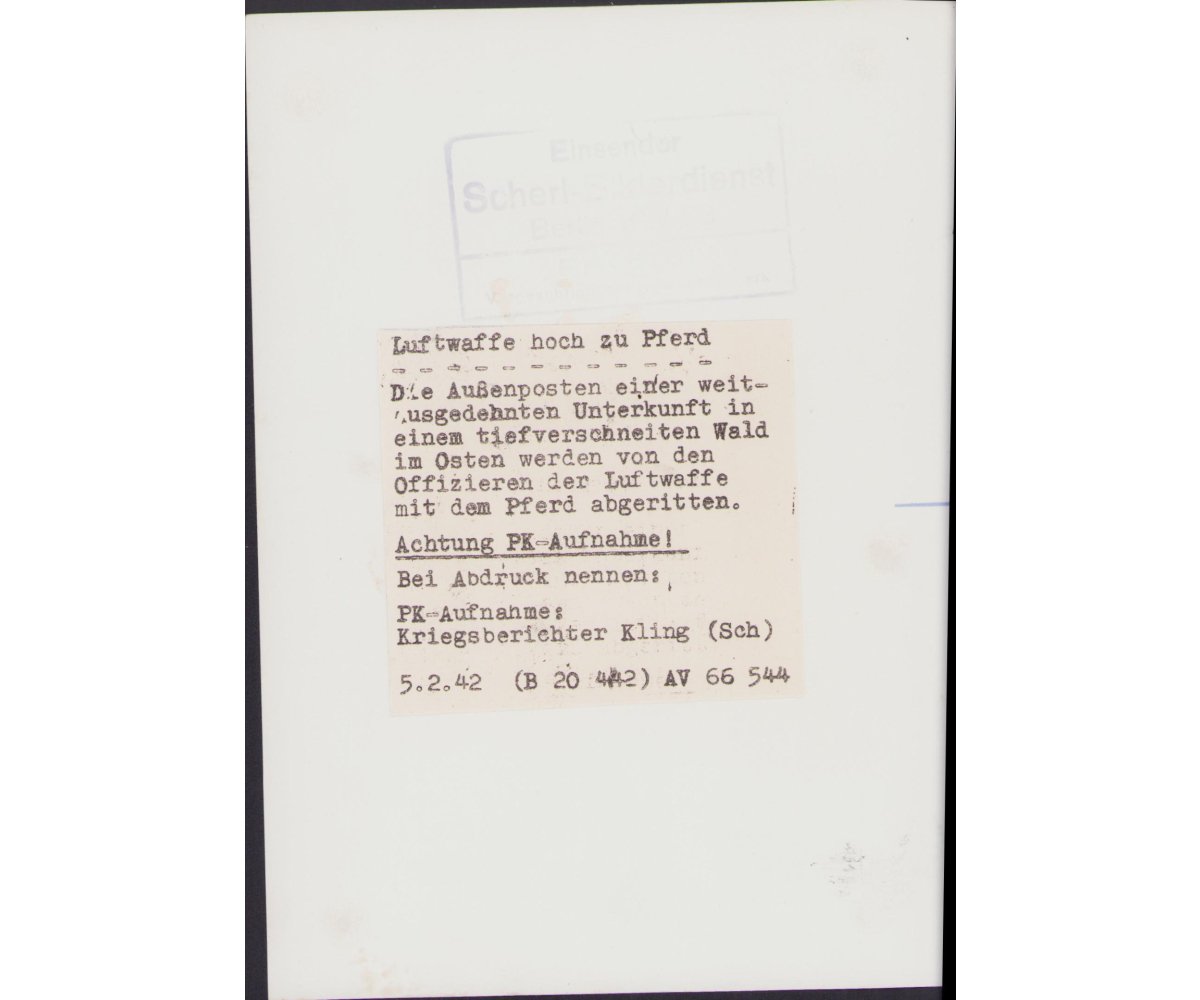 Einsender
Scherl-Bilderdienst
Berlin
Luftwaffe hoch zu Pferd
- - - - - - - - - - - -
Die Außenposten einer weit-
ausgedehnten Unterkunft in
einem tiefverschneiten Wald
im Osten werden von den
Offizieren der Luftwaffe
mit dem Pferd abgeritten.
Achtung PK-Aufnahme!
Bei Abdruck nennen:
PK-Aufnahme:
Kriegsberichter Kling (Sch)
5.2.42 (B 20 442) AV 66 544